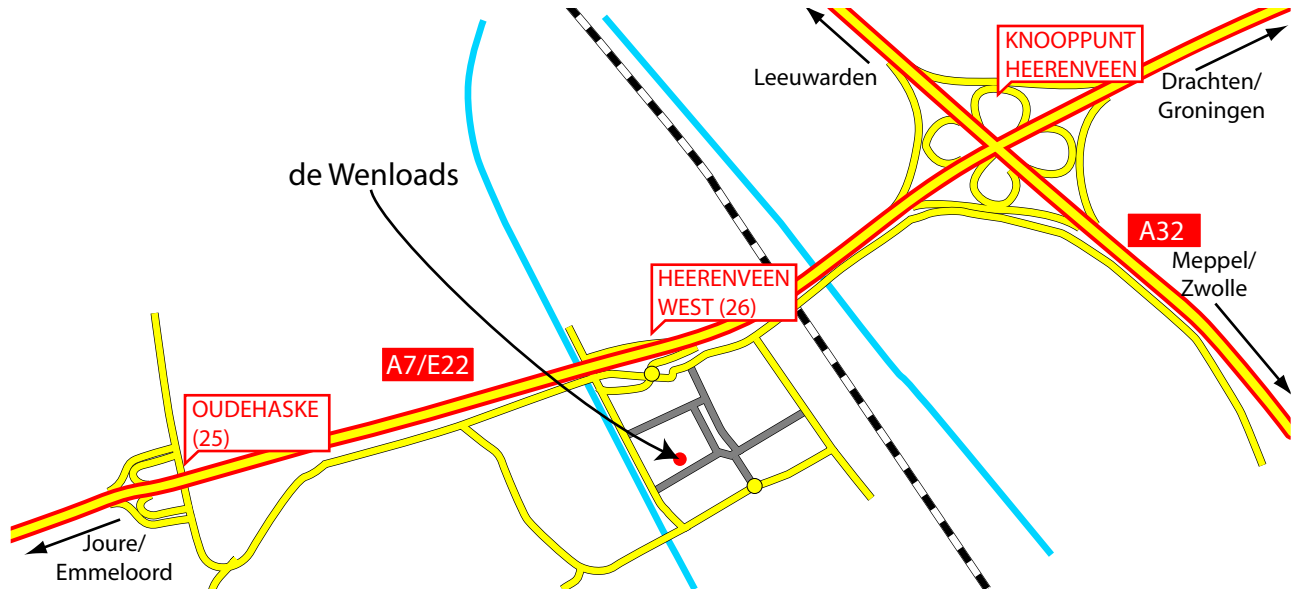 KNOOPPUNT
HEERENVEEN
Leeuwarden
Drachten/
Groningen
de Wenloads
A32
Meppel/
Zwolle
HEERENVEEN
WEST (26)
A7/E22
OUDEHASKE
(25)
Joure/
Emmeloord